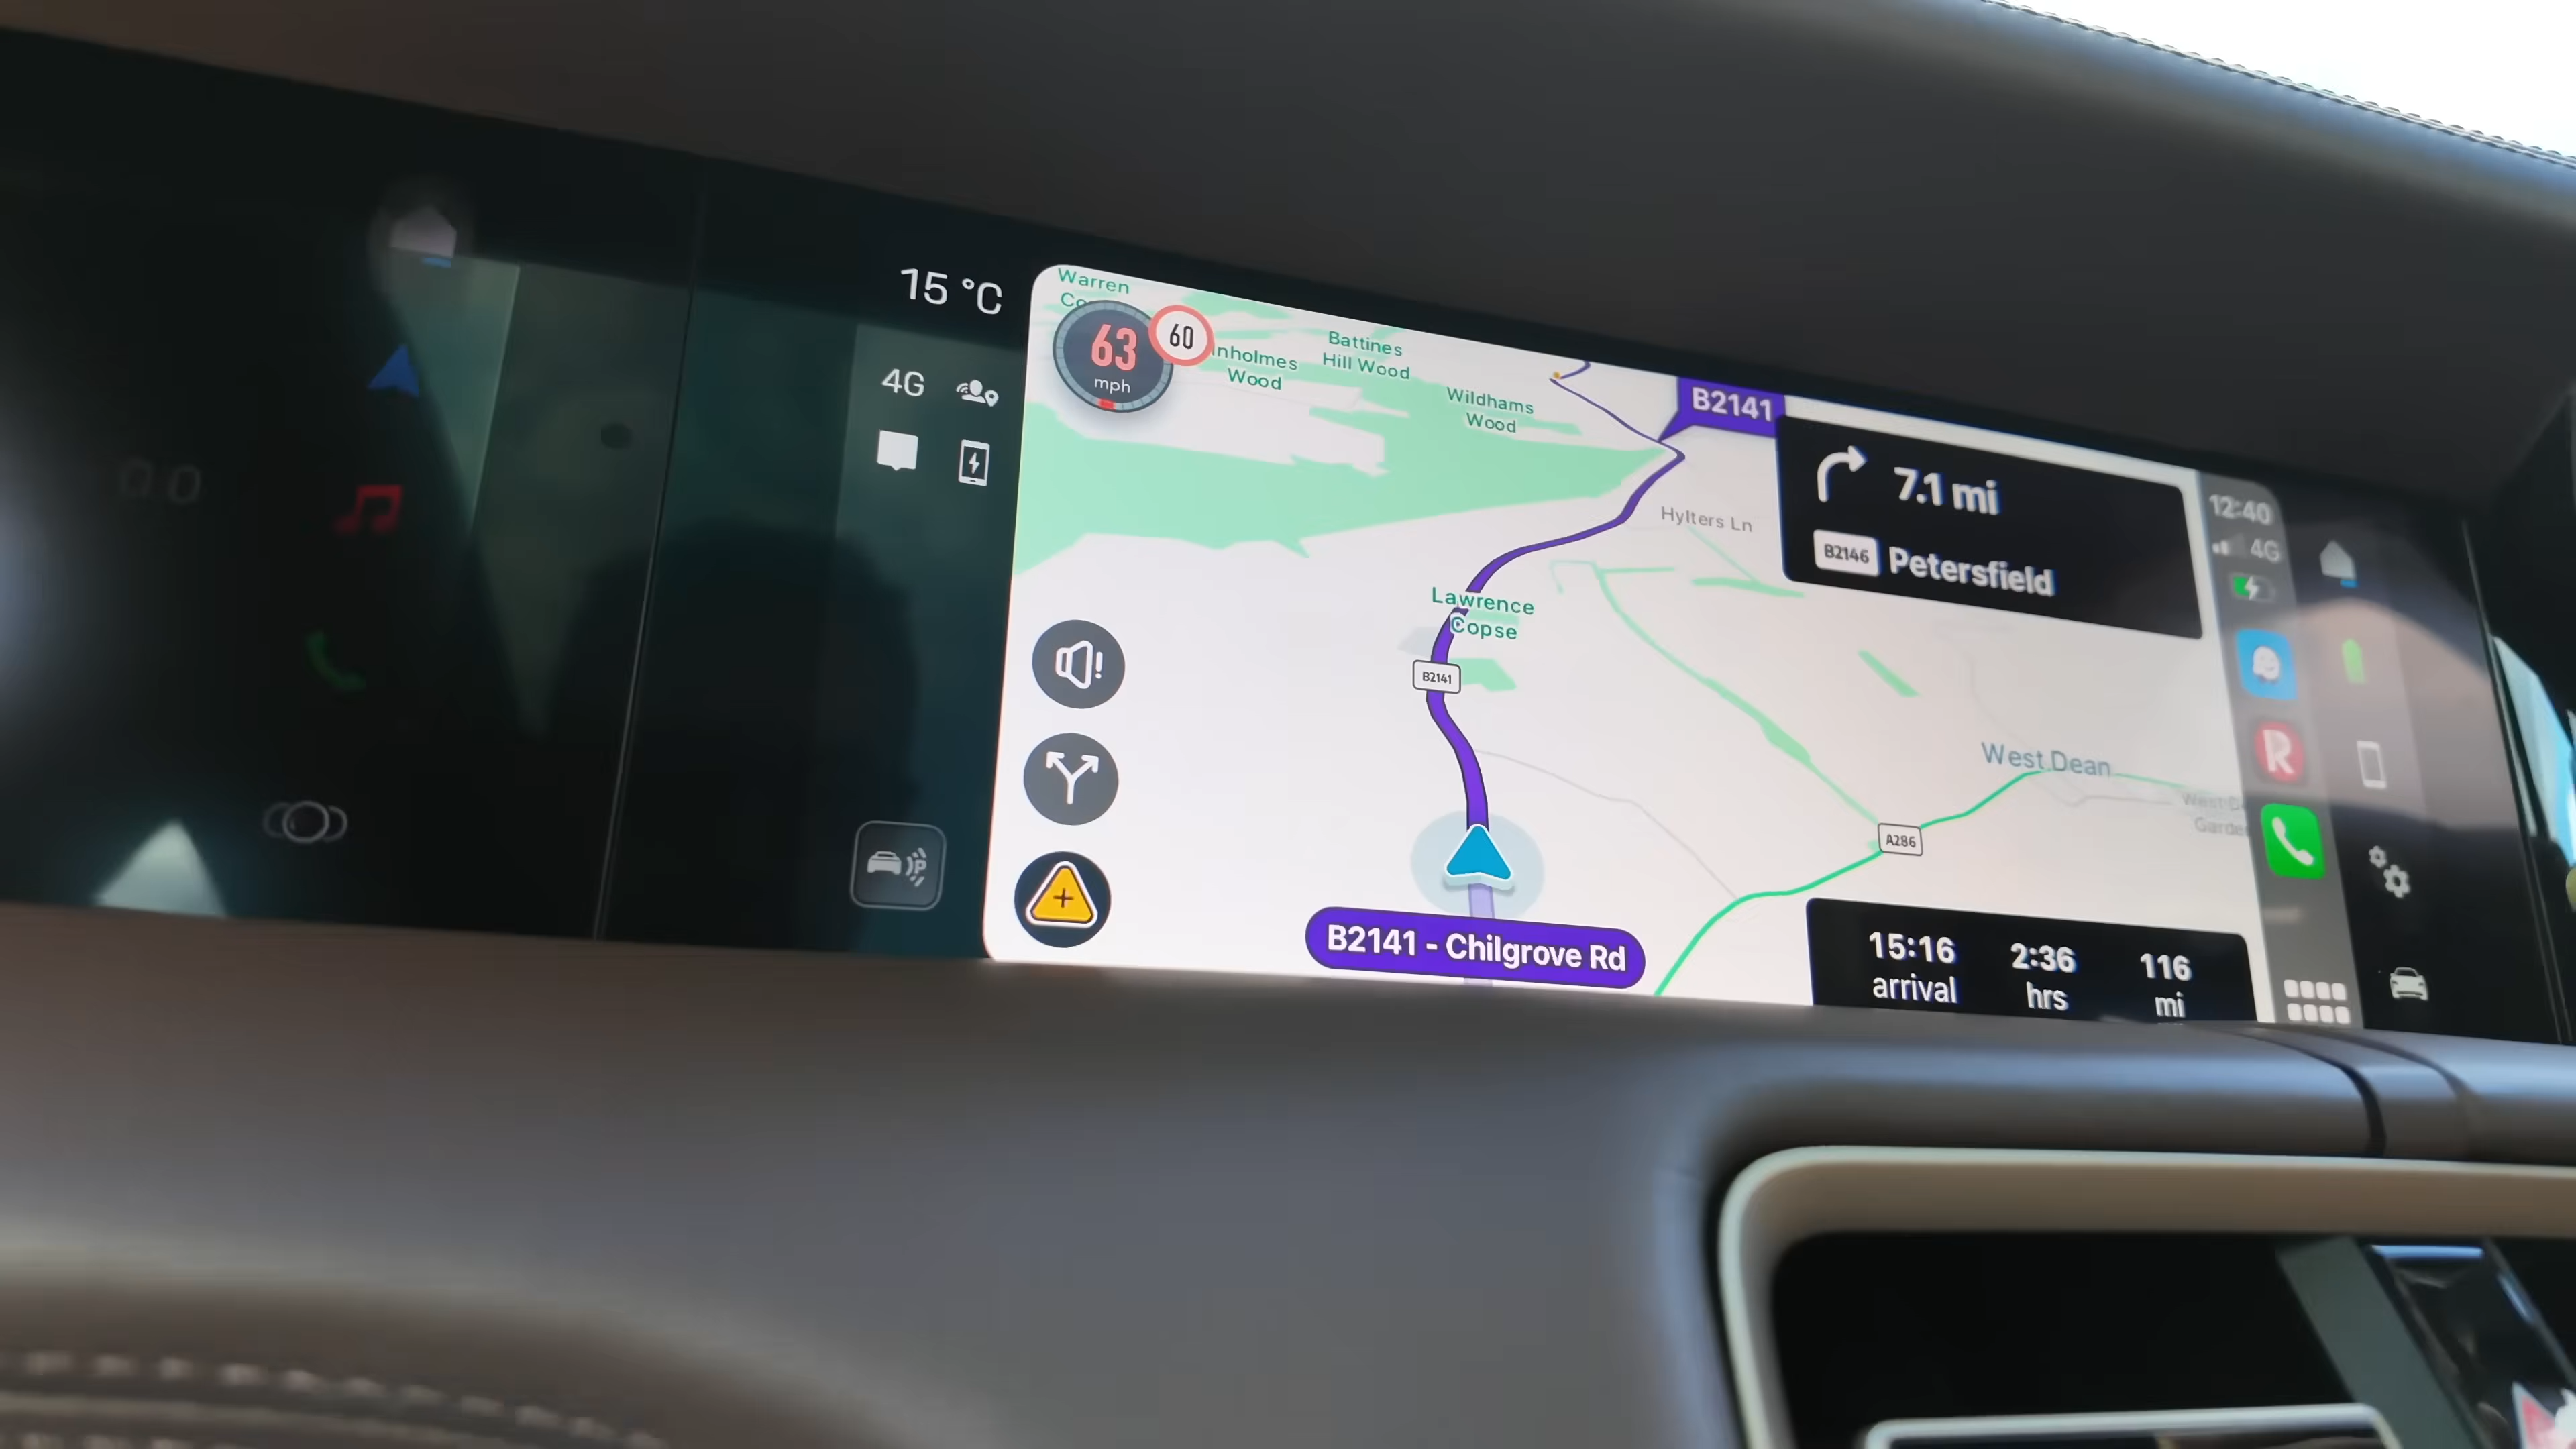 15 °C
4G
P
Warren
63
mph
60
Wood
Battines
Hill Wood
Wildhams
Wood
B2141
7.1 mi
B2146 Petersfield
Hylters Ln
Lawrence
Copse
B2141
West Dean
A286
B2141 - Chilgrove Rd
15:16
arrival
2:36
hrs
116
mi
12:40
4G
R